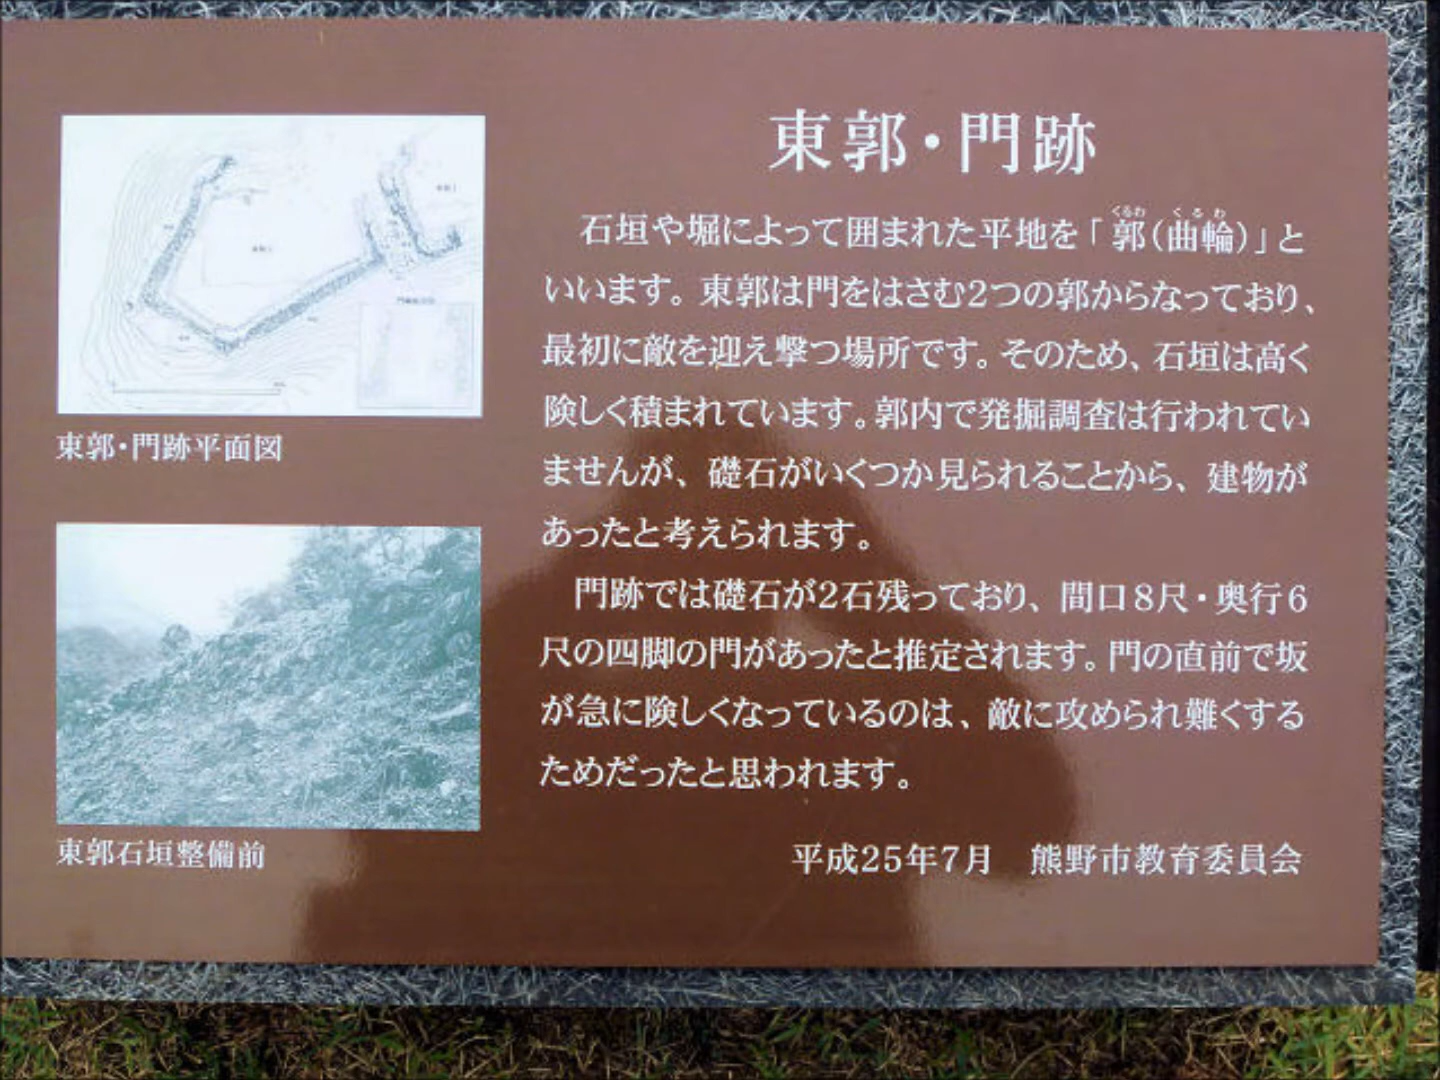 東郭・門跡
石垣や堀によって囲まれた平地を「郭(曲輪)」と
いいます。東郭は門をはさむ2つの郭からなっており、
最初に敵を迎え撃つ場所です。そのため、石垣は高く
険しく積まれています。郭内で発掘調査は行われてい
ませんが、礎石がいくつか見られることから、建物が
あったと考えられます。
門跡では礎石が2石残っており、間口8尺・奥行6
尺の四脚の門があったと推定されます。門の直前で坂
が急に険しくなっているのは、敵に攻められ難くする
ためだったと思われます。
平成25年7月　熊野市教育委員会
東郭・門跡平面図
東郭石垣整備前
くるわ
くるわ